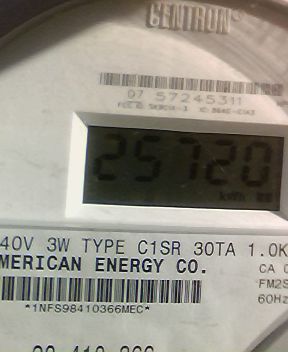 CENTRON®
07 57245311
25720
kWh
40V 3W TYPE C1SR 30TA 1.0K
MERICAN ENERGY CO.
CA 0
FM2S
60Hz
*1NFS98410366MEC*